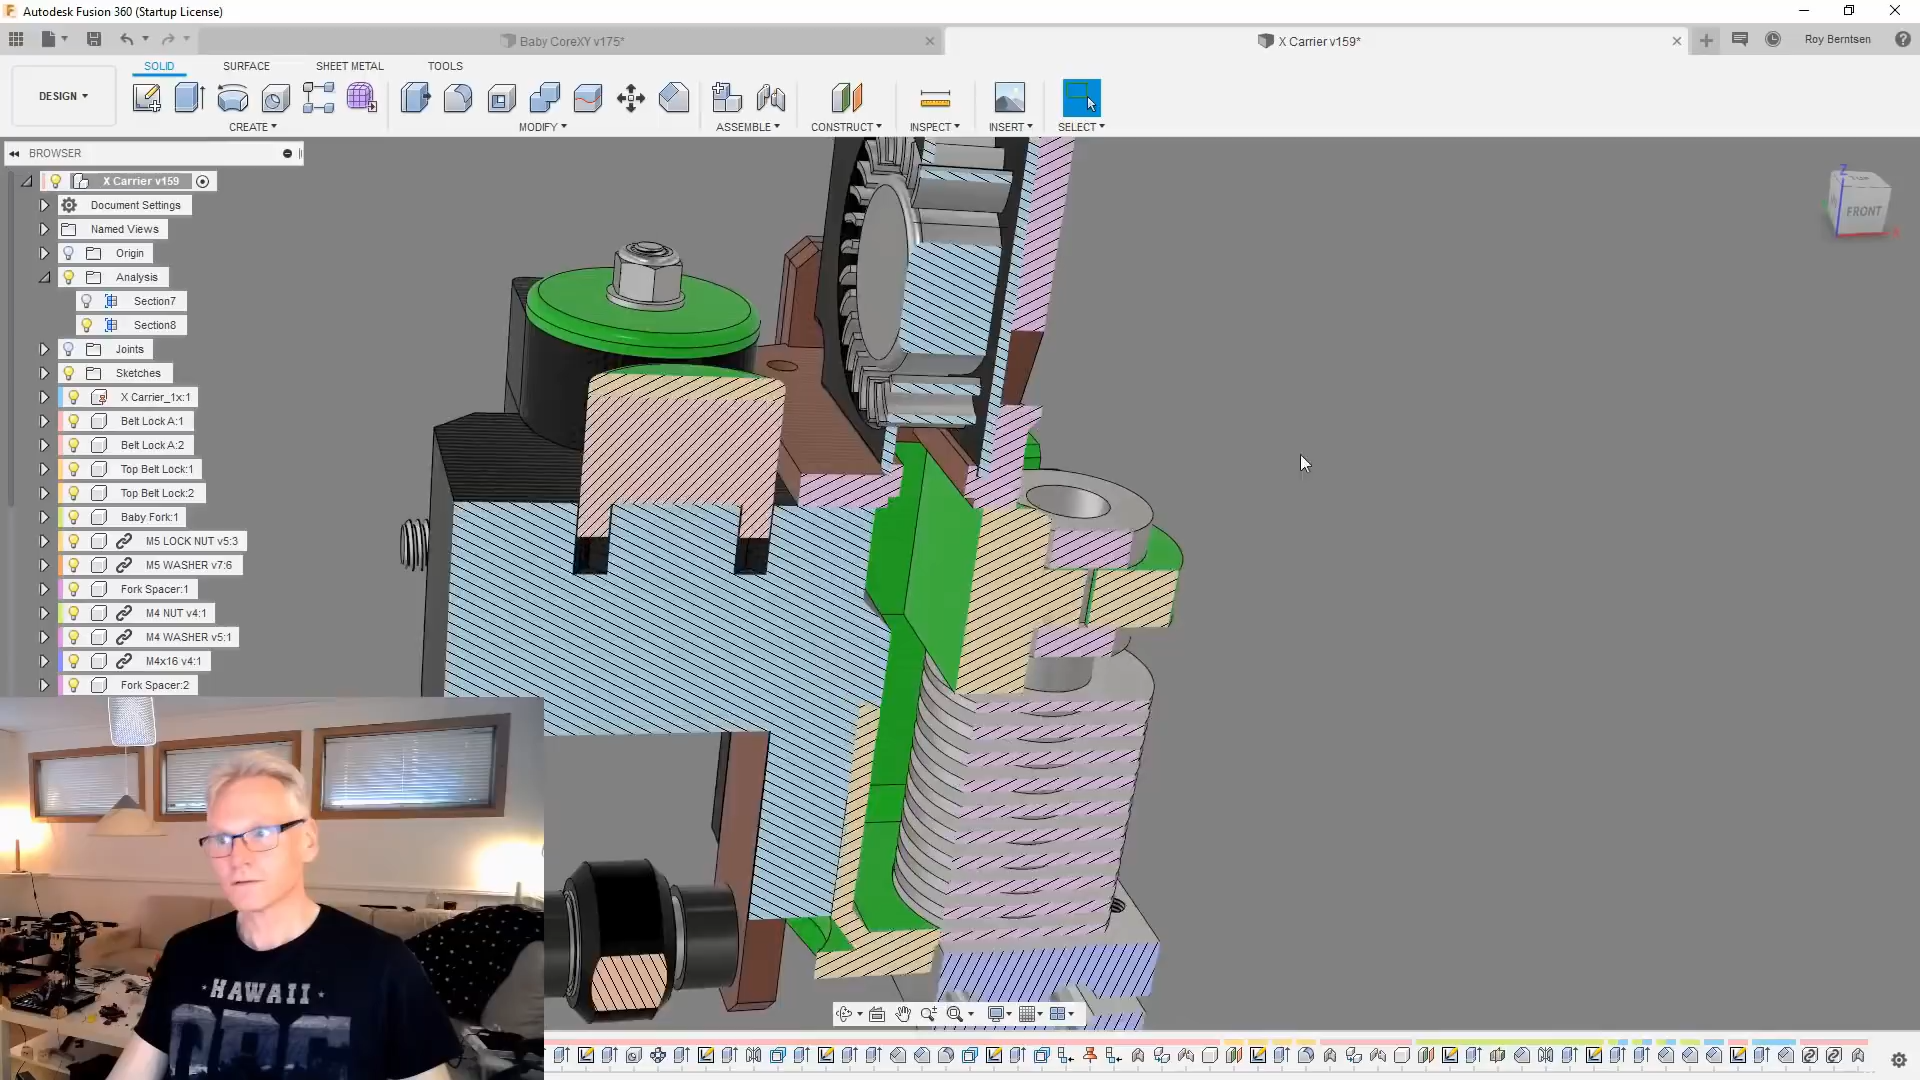 Autodesk Fusion 360 (Startup License)
Baby CoreXY v175*
X Carrier v159*
Roy Berntsen
SOLID
SURFACE
SHEET METAL
TOOLS
DESIGN
CREATE
MODIFY
ASSEMBLE
CONSTRUCT
INSPECT
INSERT
SELECT
BROWSER
X Carrier v159
Document Settings
Named Views
Origin
Analysis
Section7
Section8
Joints
Sketches
X Carrier_1x:1
Belt Lock A:1
Belt Lock A:2
Top Belt Lock:1
Top Belt Lock:2
Baby Fork:1
M5 LOCK NUT v5:3
M5 WASHER v7:6
Fork Spacer:1
M4 NUT v4:1
M4 WASHER v5:1
M4x16 v4:1
Fork Spacer:2
Z
TOP
FRONT
X
HAWAII